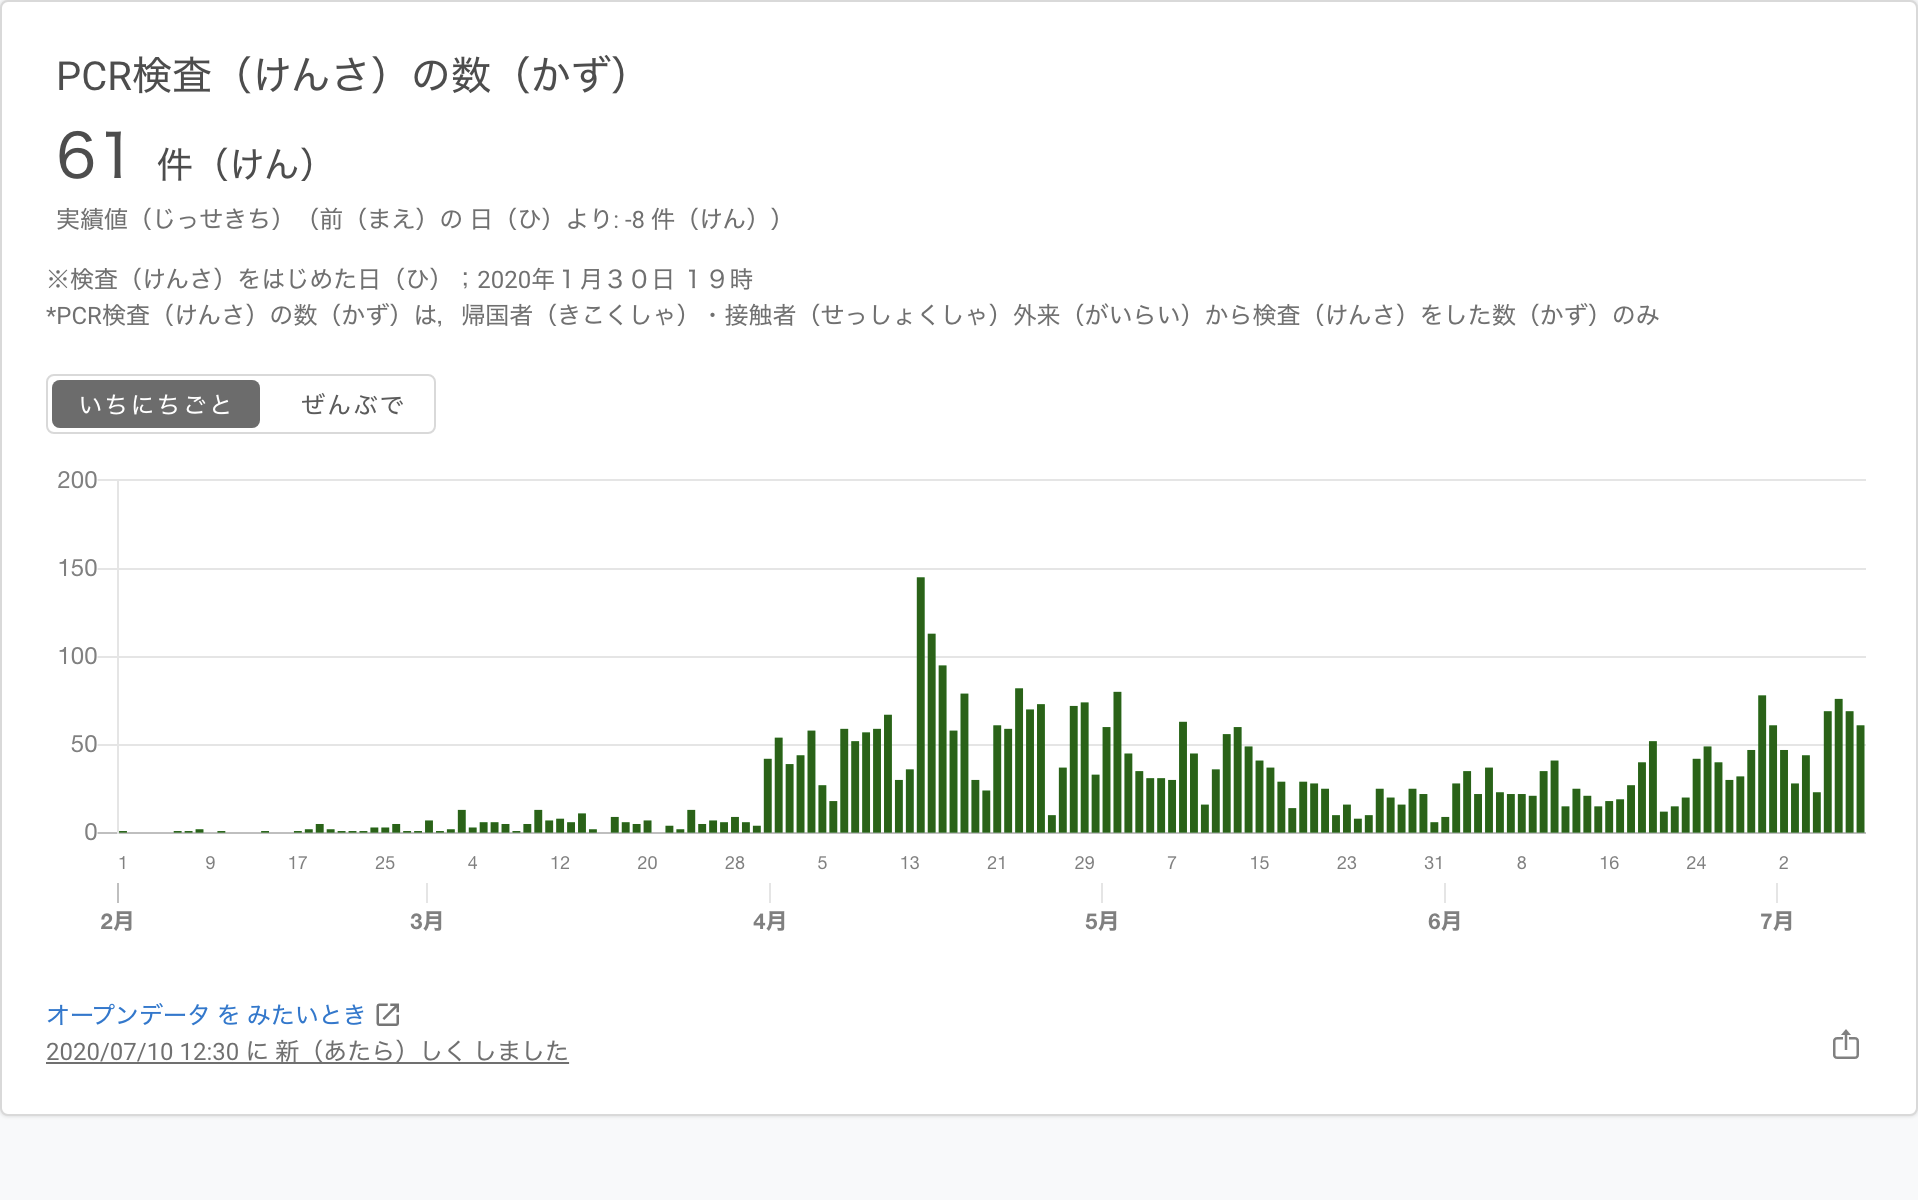 PCR検査（けんさ）の数（かず）
61 件（けん）
実績値（じっせきち）（前（まえ）の 日（ひ）より: -8 件（けん））
※検査（けんさ）をはじめた日（ひ）；2020年１月３０日 １９時
*PCR検査（けんさ）の数（かず）は，帰国者（きこくしゃ）・接触者（せっしょくしゃ）外来（がいらい）から検査（けんさ）をした数（かず）のみ
いちにちごと ぜんぶで
200
150
100
50
0
1 9 17 25 4 12 20 28 5 13 21 29 7 15 23 31 8 16 24 2
2月 3月 4月 5月 6月 7月
オープンデータ を みたいとき
2020/07/10 12:30 に 新（あたら）しく しました